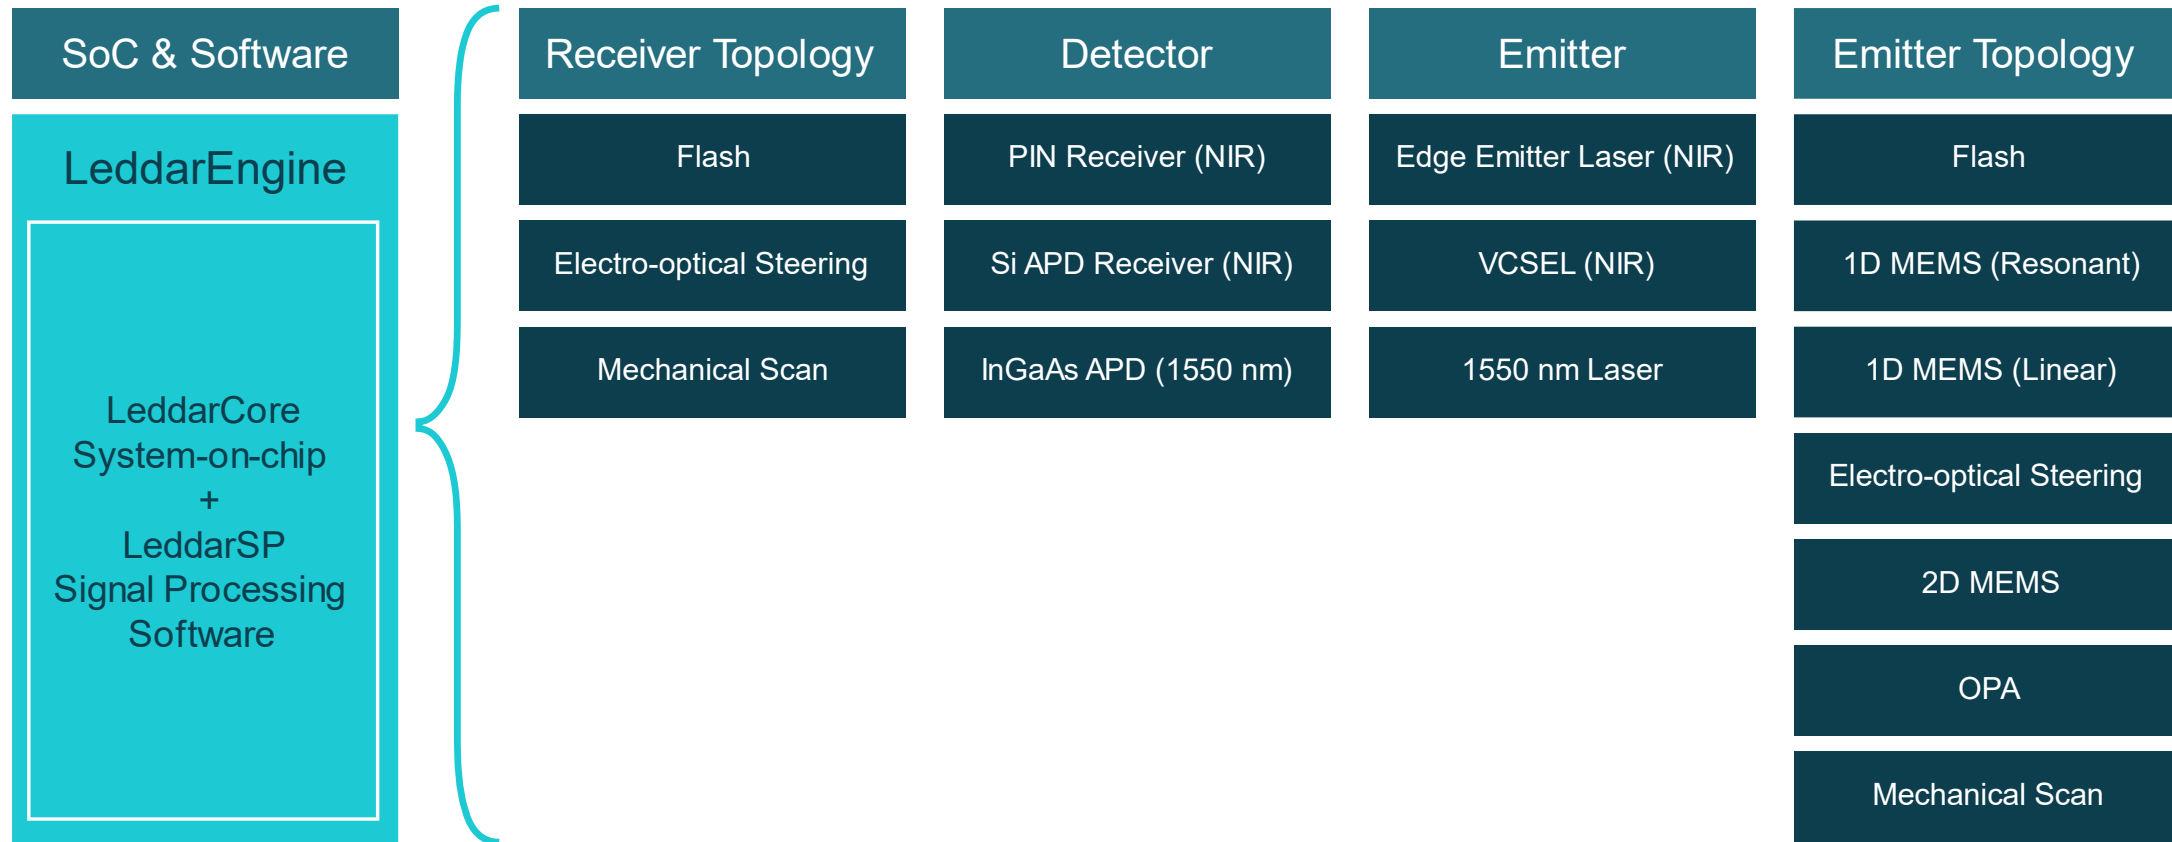 SoC & Software
LeddarEngine
LeddarCore
System-on-chip
+
LeddarSP
Signal Processing
Software
Receiver Topology
Flash
Electro-optical Steering
Mechanical Scan
Detector
PIN Receiver (NIR)
Si APD Receiver (NIR)
InGaAs APD (1550 nm)
Emitter
Edge Emitter Laser (NIR)
VCSEL (NIR)
1550 nm Laser
Emitter Topology
Flash
1D MEMS (Resonant)
1D MEMS (Linear)
Electro-optical Steering
2D MEMS
OPA
Mechanical Scan